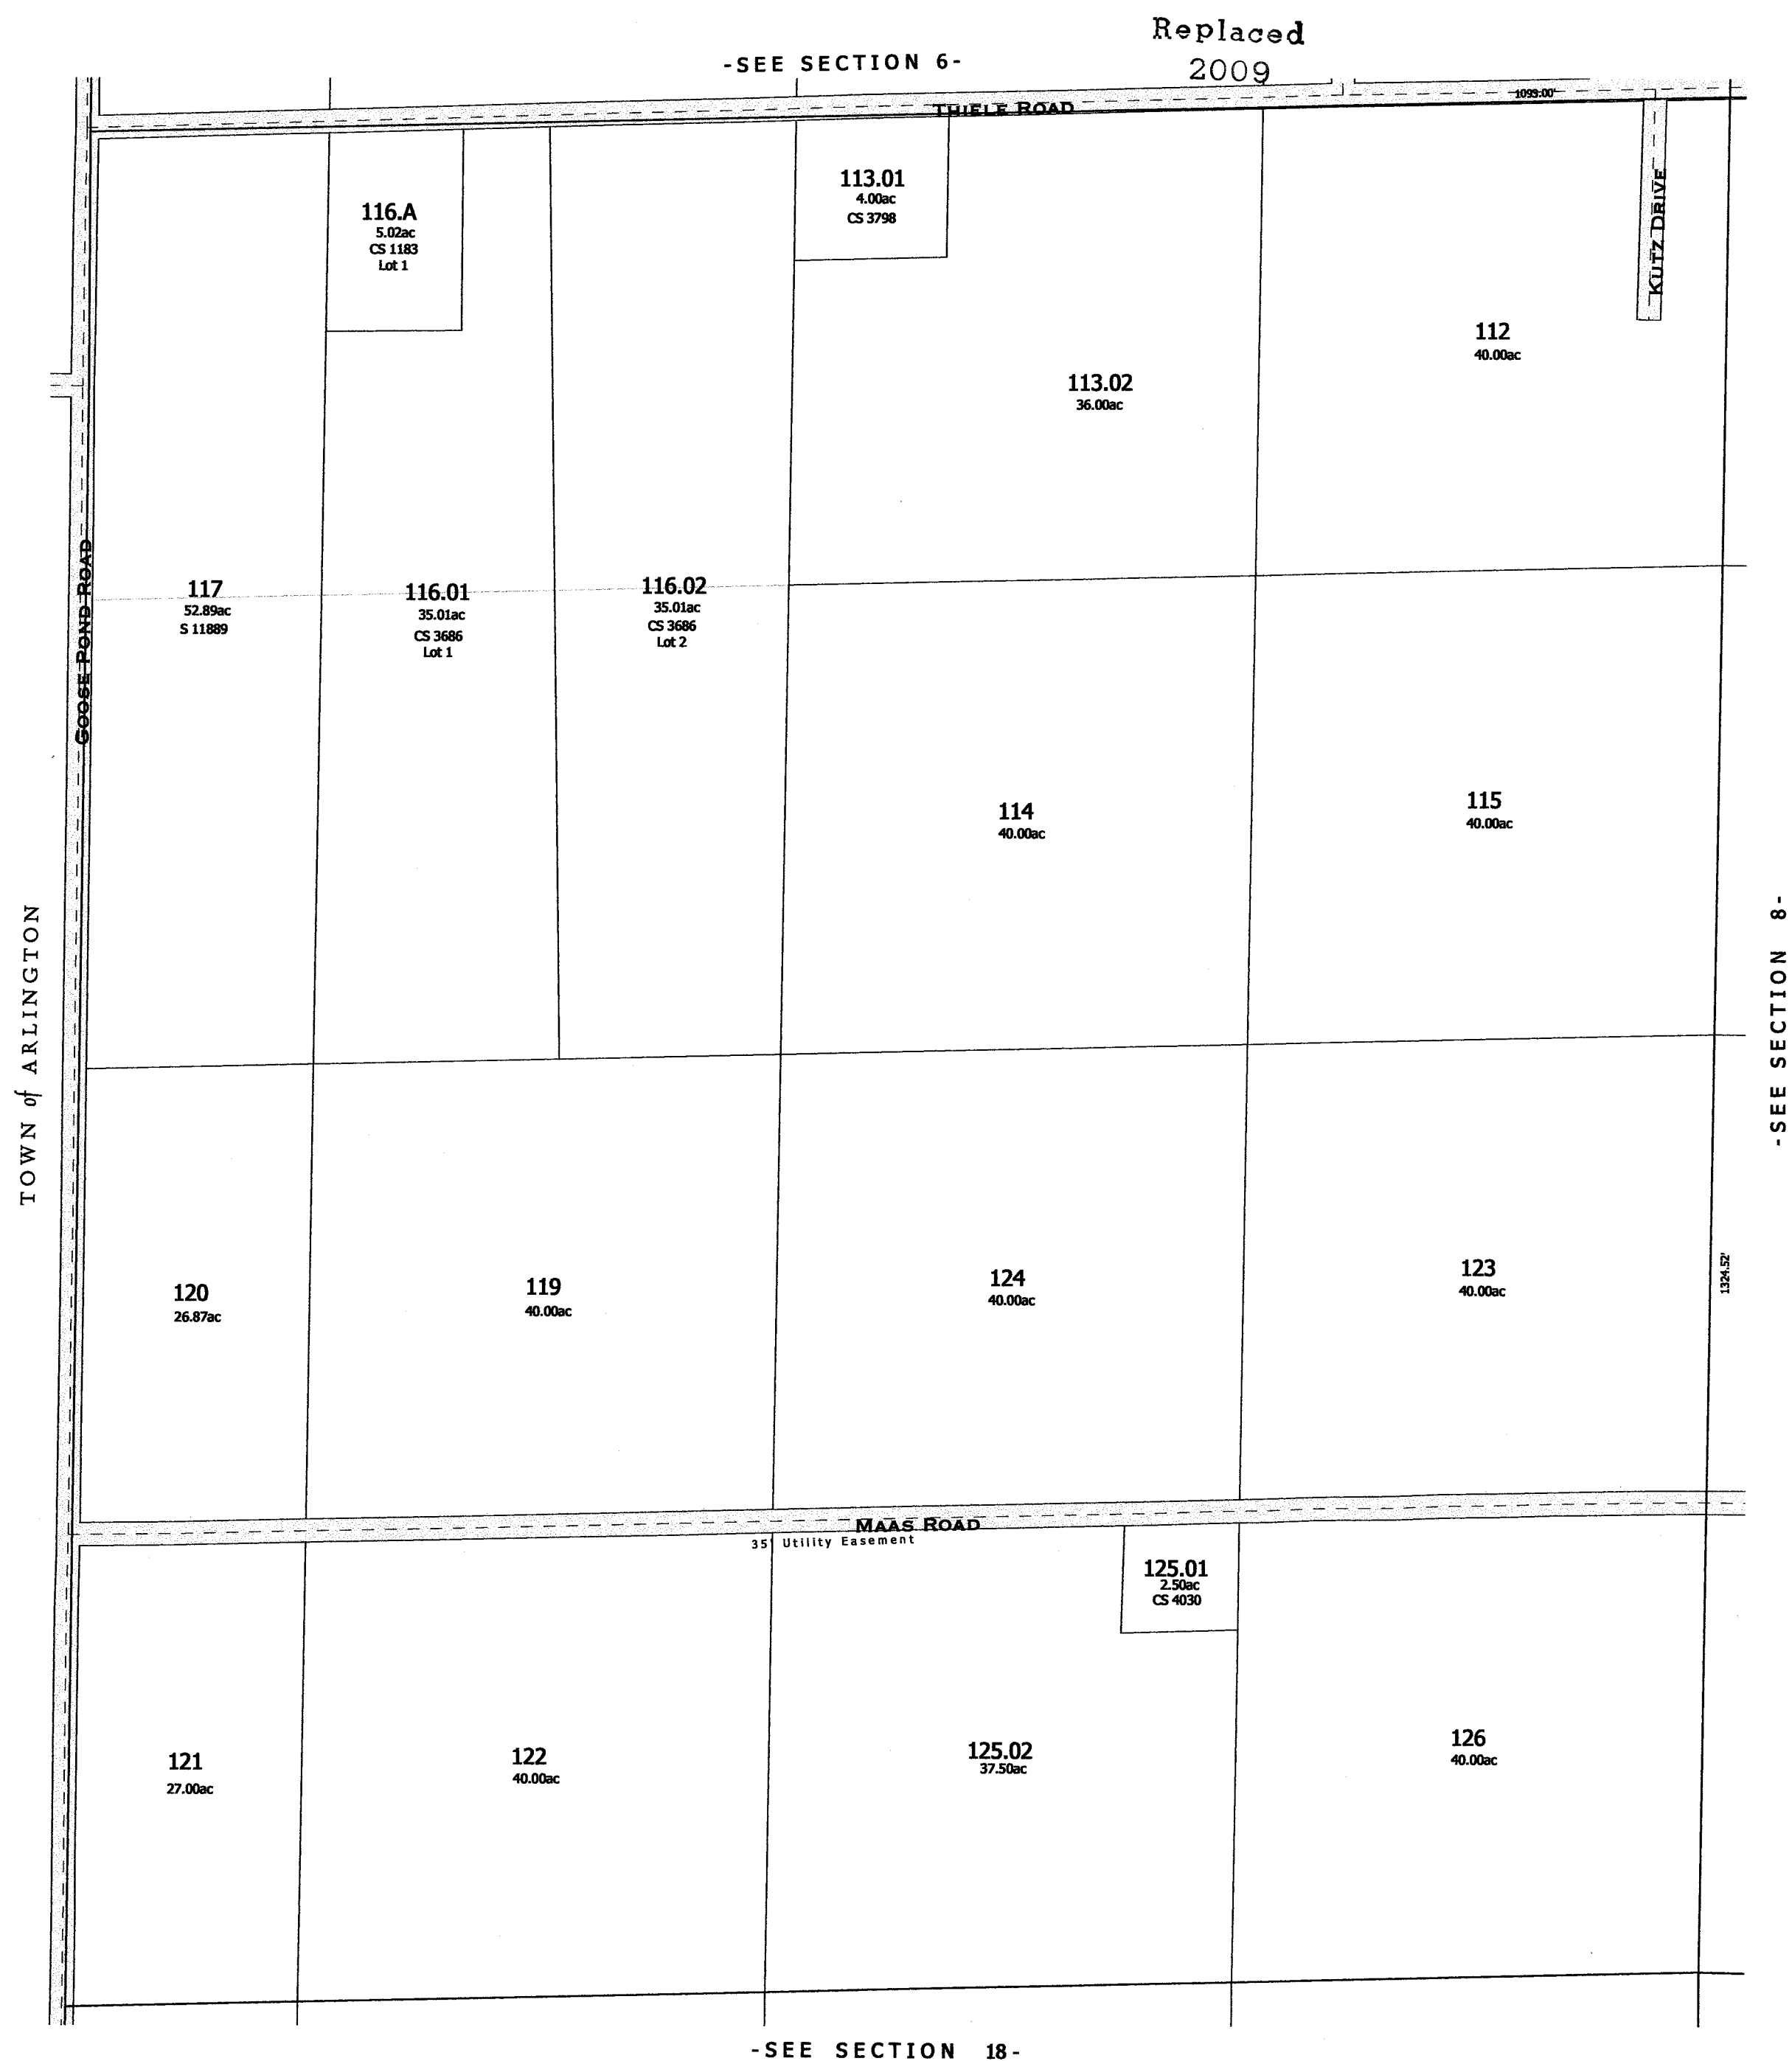 Replaced
2009
-SEE SECTION 6-
THIELE ROAD
1099.00'
KUTZ DRIVE
116.A
5.02ac
CS 1183
Lot 1
113.01
4.00ac
CS 3798
112
40.00ac
113.02
36.00ac
GOOSE POND ROAD
117
52.89ac
S 11889
116.01
35.01ac
CS 3686
Lot 1
116.02
35.01ac
CS 3686
Lot 2
114
40.00ac
115
40.00ac
TOWN of ARLINGTON
-SEE SECTION 8-
120
26.87ac
119
40.00ac
124
40.00ac
123
40.00ac
1324.52'
MAAS ROAD
35' Utility Easement
125.01
2.50ac
CS 4030
121
27.00ac
122
40.00ac
125.02
37.50ac
126
40.00ac
-SEE SECTION 18-